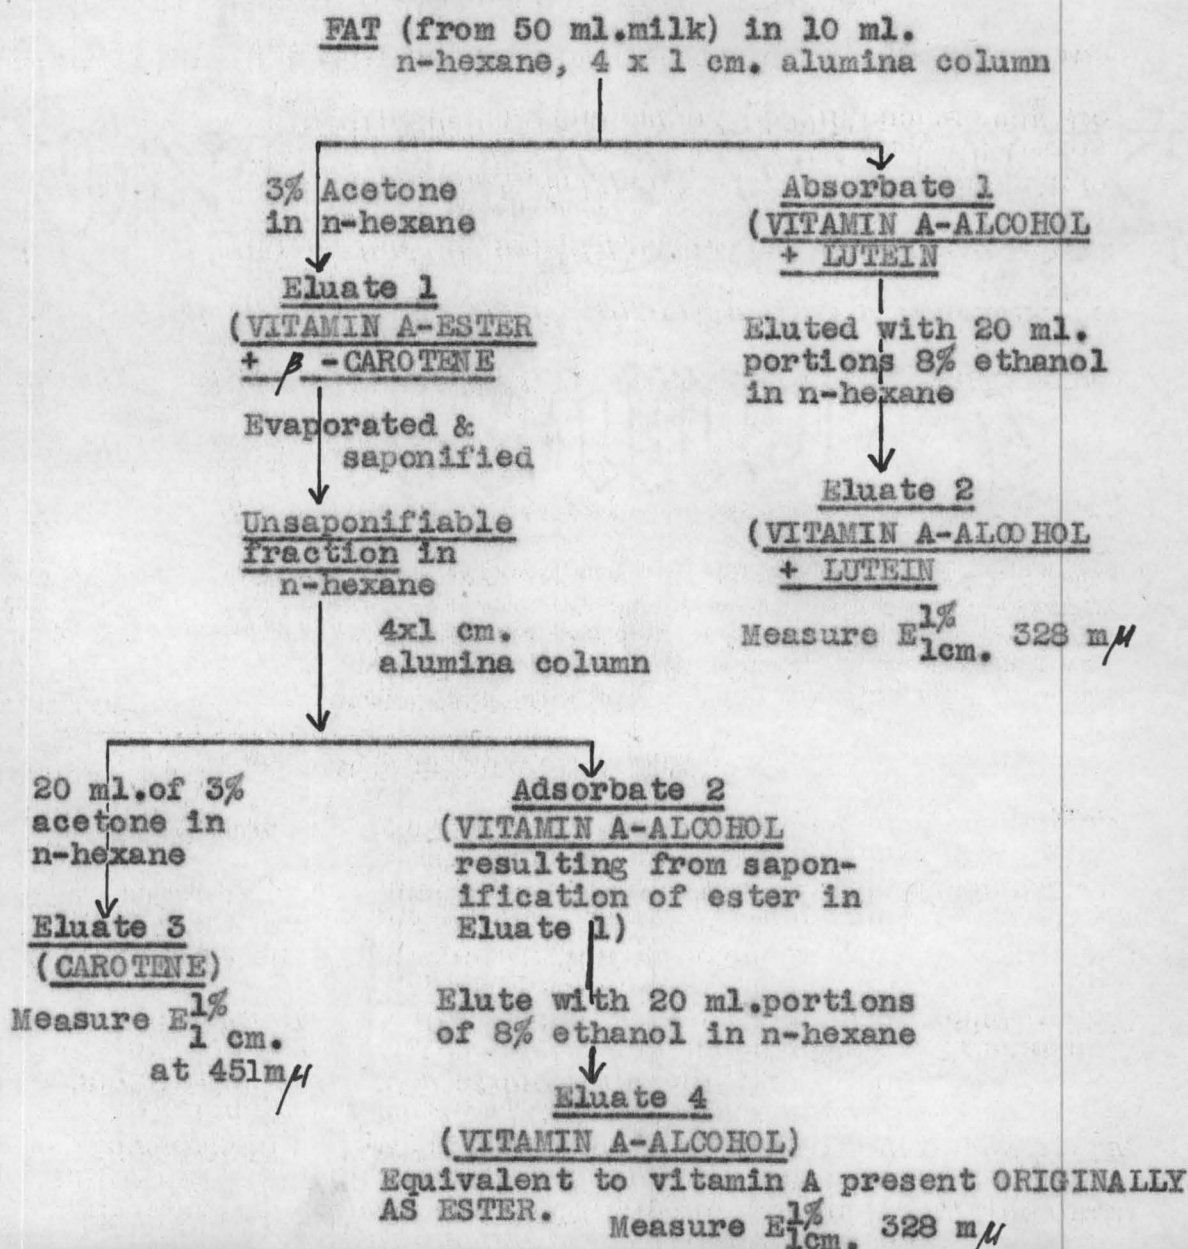 FAT (from 50 ml.milk) in 10 ml.
n-hexane, 4 x 1 cm. alumina column
3% Acetone
in n-hexane
Eluate 1
(VITAMIN A-ESTER
+ β -CAROTENE
Evaporated &
saponified
Unsaponifiable
fraction in
n-hexane
4x1 cm.
alumina column
Absorbate 1
(VITAMIN A-ALCOHOL
+ LUTEIN
Eluted with 20 ml.
portions 8% ethanol
in n-hexane
Eluate 2
(VITAMIN A-ALCOHOL
+ LUTEIN
Measure E 1% 1cm. 328 mμ
20 ml.of 3%
acetone in
n-hexane
Eluate 3
(CAROTENE)
Measure E 1% 1 cm.
at 451mμ
Adsorbate 2
(VITAMIN A-ALCOHOL
resulting from sapon-
ification of ester in
Eluate 1)
Elute with 20 ml.portions
of 8% ethanol in n-hexane
Eluate 4
(VITAMIN A-ALCOHOL)
Equivalent to vitamin A present ORIGINALLY
AS ESTER. Measure E 1% 1cm. 328 mμ